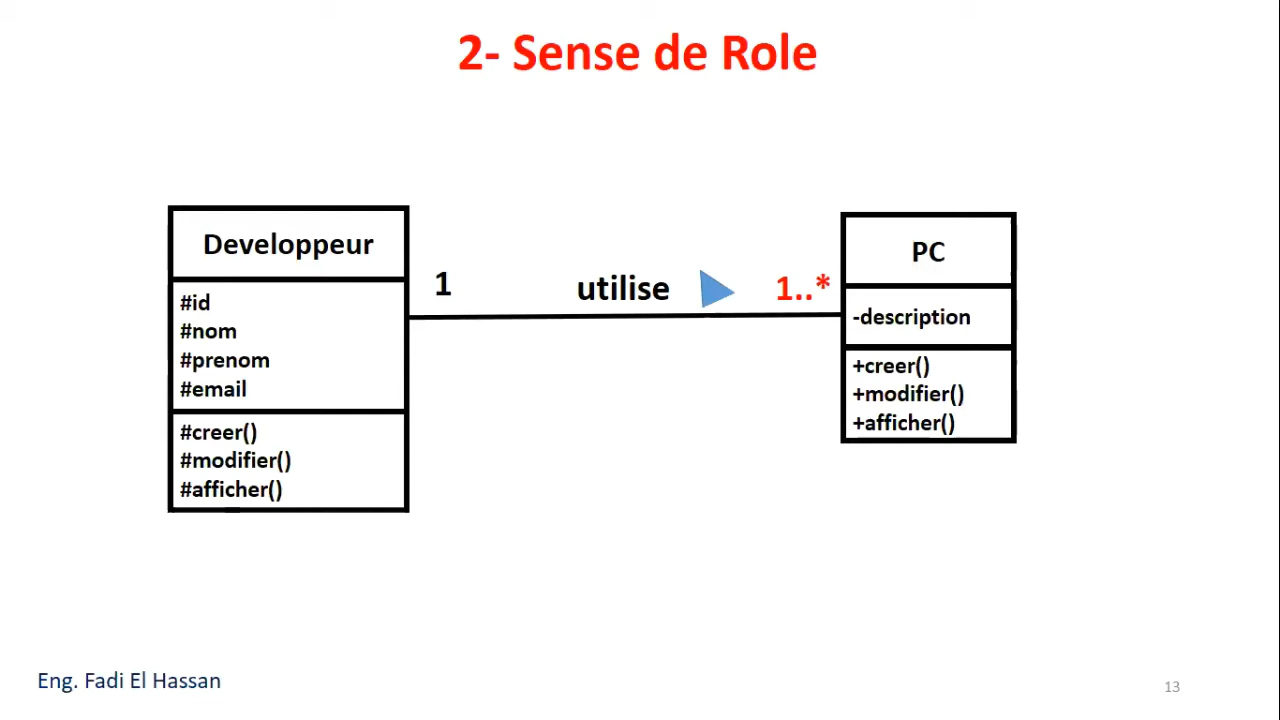 2- Sense de Role
Developpeur
#id
#nom
#prenom
#email
#creer()
#modifier()
#afficher()
1
utilise
1..*
PC
-description
+creer()
+modifier()
+afficher()
Eng. Fadi El Hassan
13